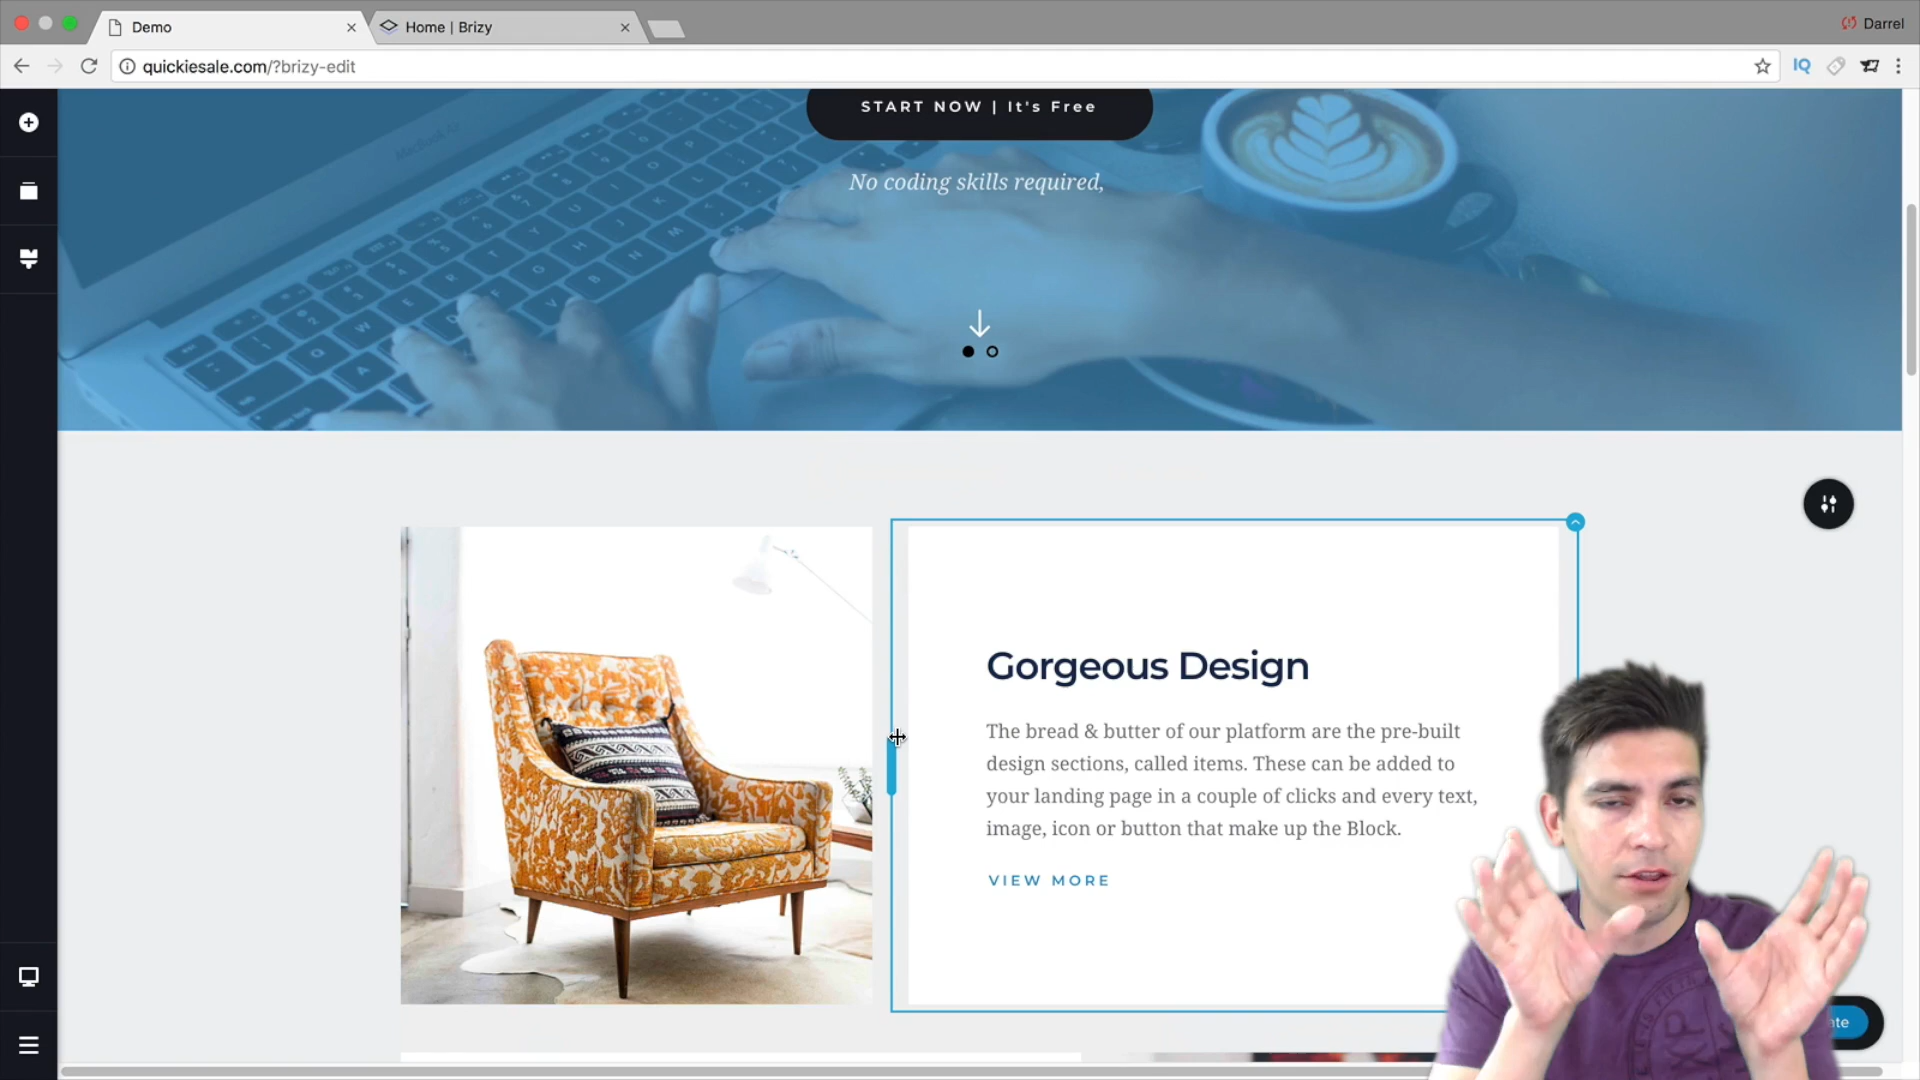 Demo
Home | Brizy
Darrel
quickiesale.com/?brizy-edit
IQ
START NOW | It's Free
No coding skills required,
Gorgeous Design
The bread & butter of our platform are the pre-built
design sections, called items. These can be added to
your landing page in a couple of clicks and every text,
image, icon or button that make up the Block.
VIEW MORE